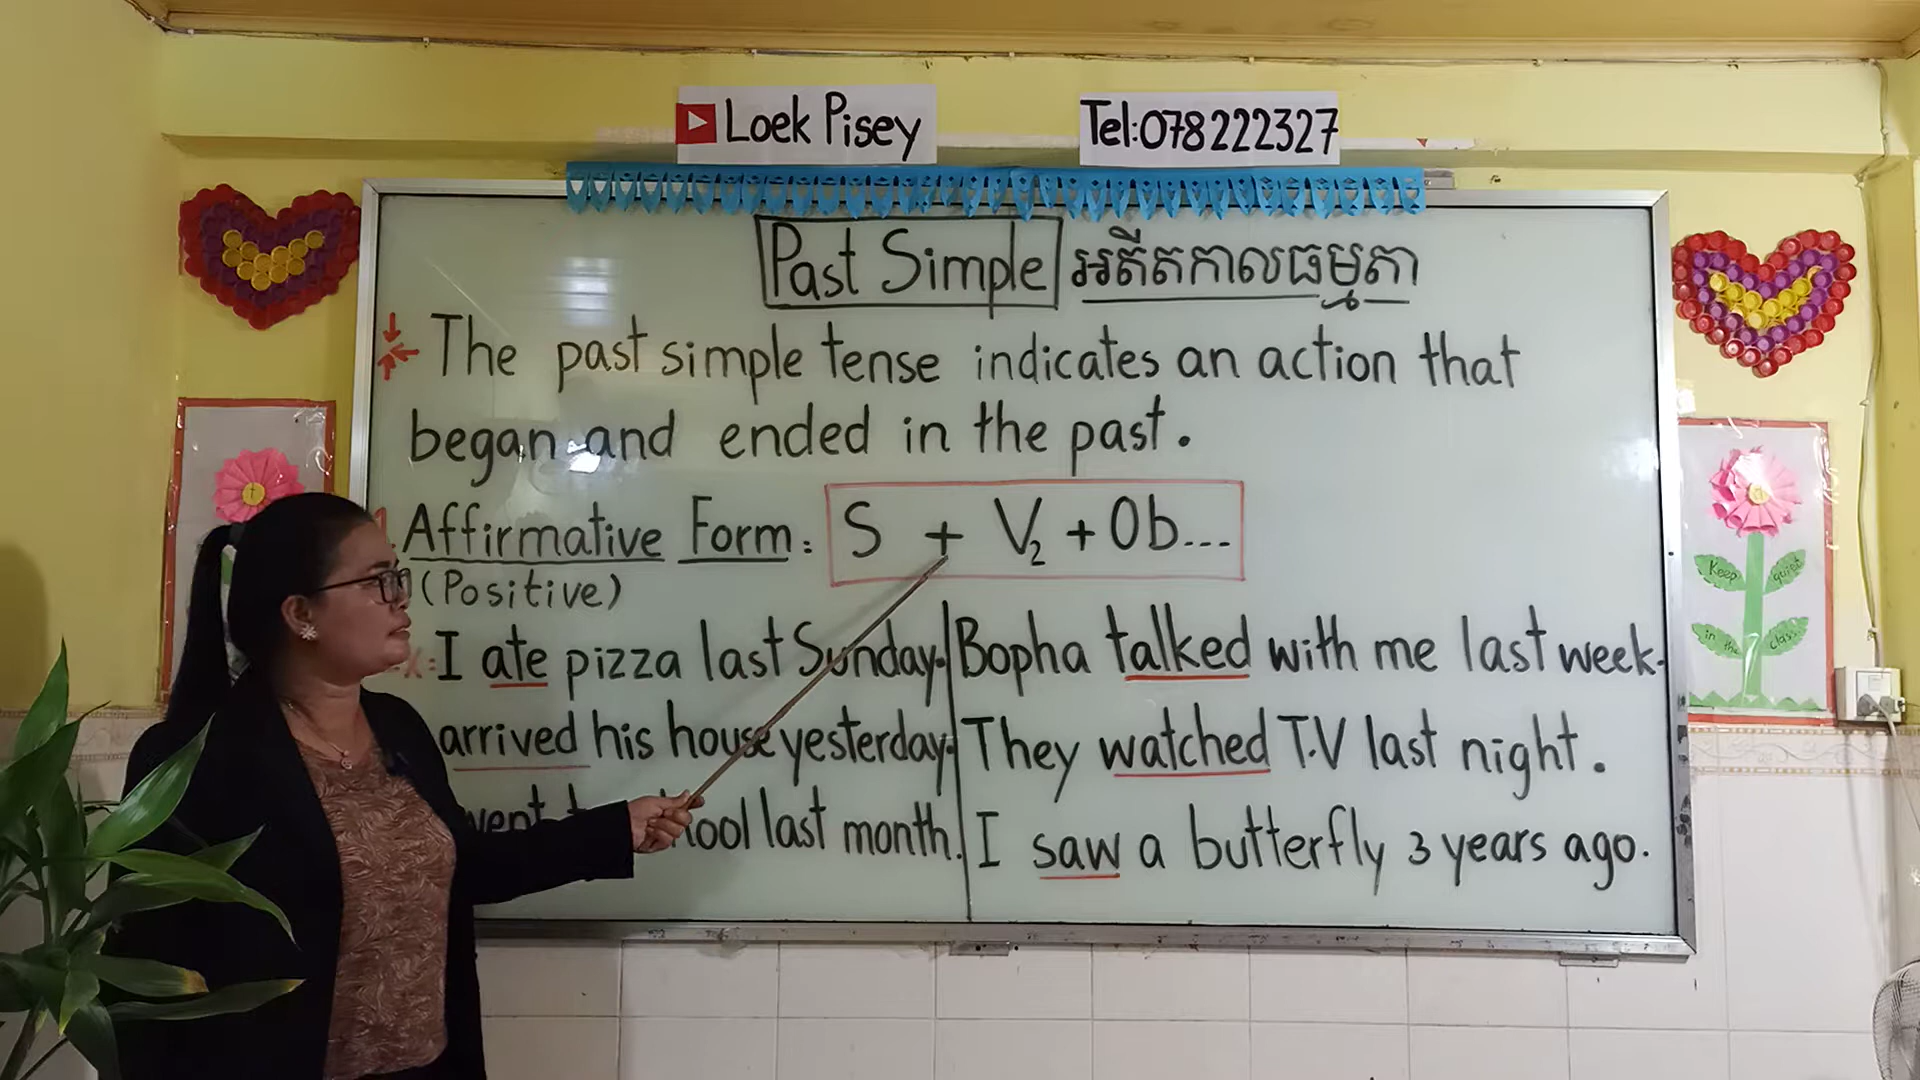 Loek Pisey
Tel:078222327
Past Simple អតីតកាលធម្មតា
The past simple tense indicates an action that
began and ended in the past.
Affirmative Form: S + V2 + Ob...
(Positive)
I ate pizza last Sunday.
arrived his house yesterday.
last month.
Bopha talked with me last week.
They watched T.V last night.
I saw a butterfly 3 years ago.
Keep quiet
in the class